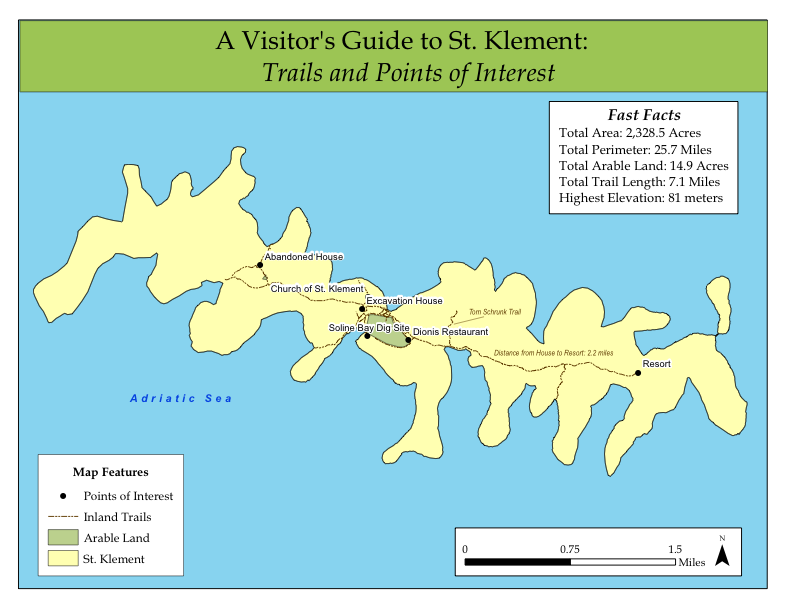 A Visitor's Guide to St. Klement:
Trails and Points of Interest
Fast Facts
Total Area: 2,328.5 Acres
Total Perimeter: 25.7 Miles
Total Arable Land: 14.9 Acres
Total Trail Length: 7.1 Miles
Highest Elevation: 81 meters
Abandoned House
Church of St. Klement
Excavation House
Tom Schrunk Trail
Soline Bay Dig Site
Dionis Restaurant
Distance from House to Resort: 2.2 miles
Resort
Adriatic Sea
Map Features
Points of Interest
Inland Trails
Arable Land
St. Klement
0 0.75 1.5
Miles
N